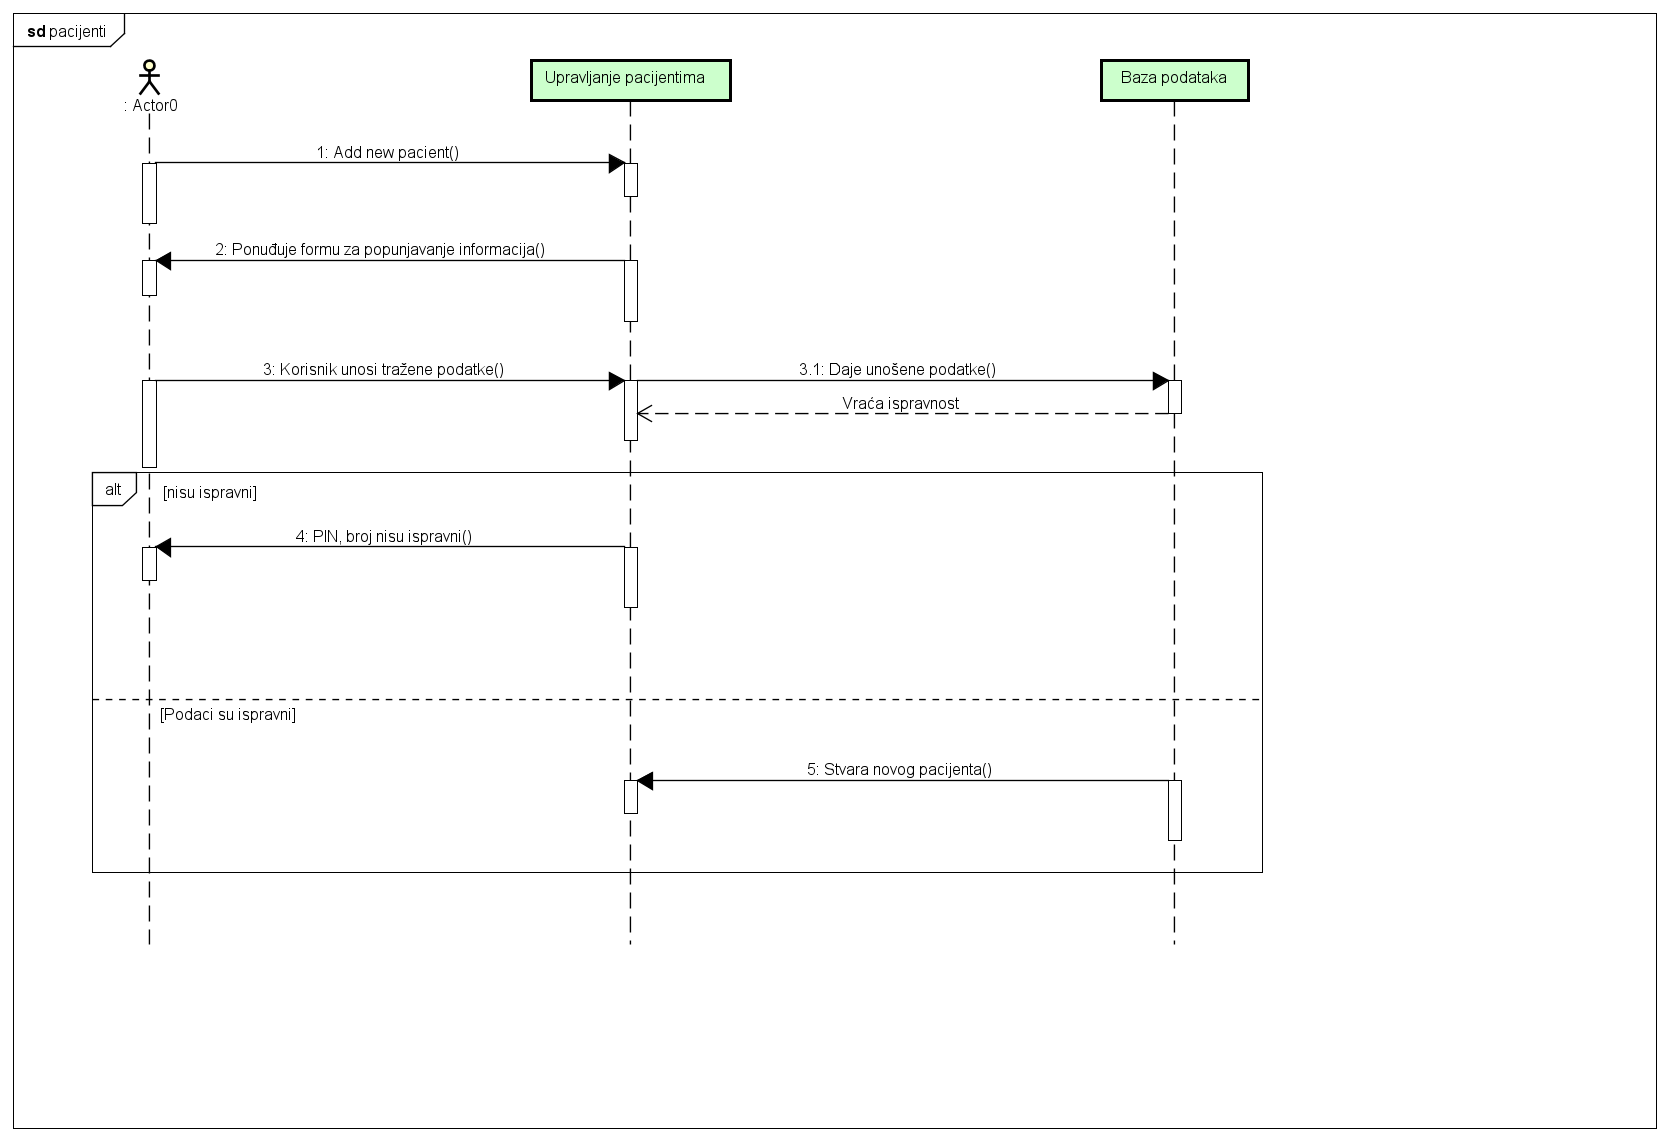 sd pacijenti
: Actor0
Upravljanje pacijentima
Baza podataka
1: Add new pacient()
2: Ponuđuje formu za popunjavanje informacija()
3: Korisnik unosi tražene podatke()
3.1: Daje unošene podatke()
Vraća ispravnost
alt
[nisu ispravni]
4: PIN, broj nisu ispravni()
[Podaci su ispravni]
5: Stvara novog pacijenta()